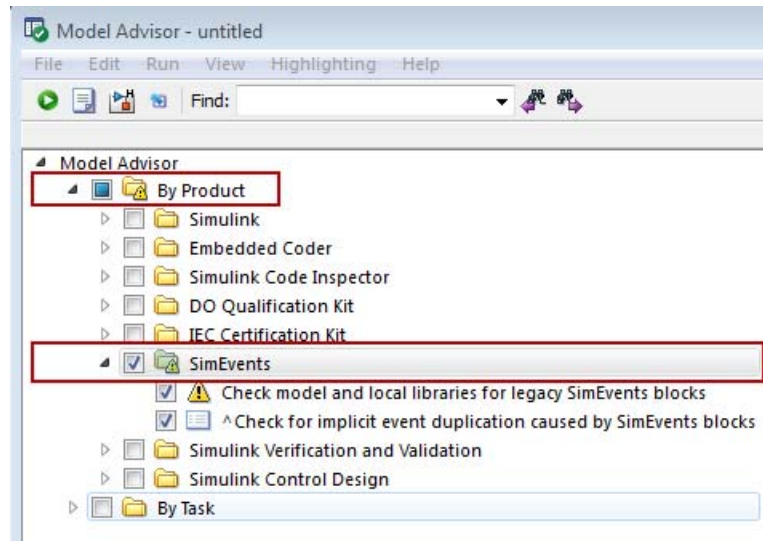 Model Advisor - untitled
File Edit Run View Highlighting Help
Find:
Model Advisor
By Product
Simulink
Embedded Coder
Simulink Code Inspector
DO Qualification Kit
IEC Certification Kit
SimEvents
Check model and local libraries for legacy SimEvents blocks
^Check for implicit event duplication caused by SimEvents blocks
Simulink Verification and Validation
Simulink Control Design
By Task